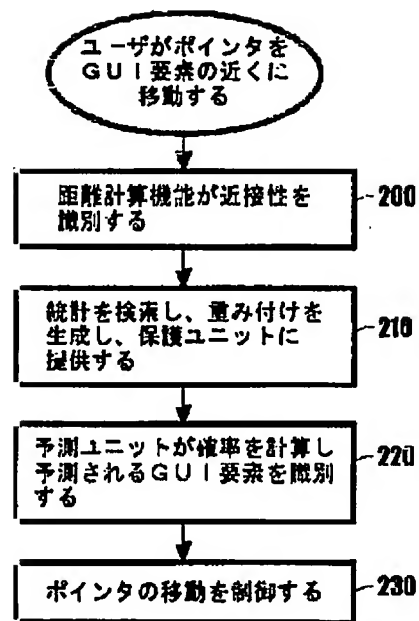 ユーザがポインタを
GUI要素の近くに
移動する
距離計算機能が近接性を
識別する
200
統計を検索し、重み付けを
生成し、保護ユニットに
提供する
210
予測ユニットが確率を計算し
予測されるGUI要素を識別
する
220
ポインタの移動を制御する
230